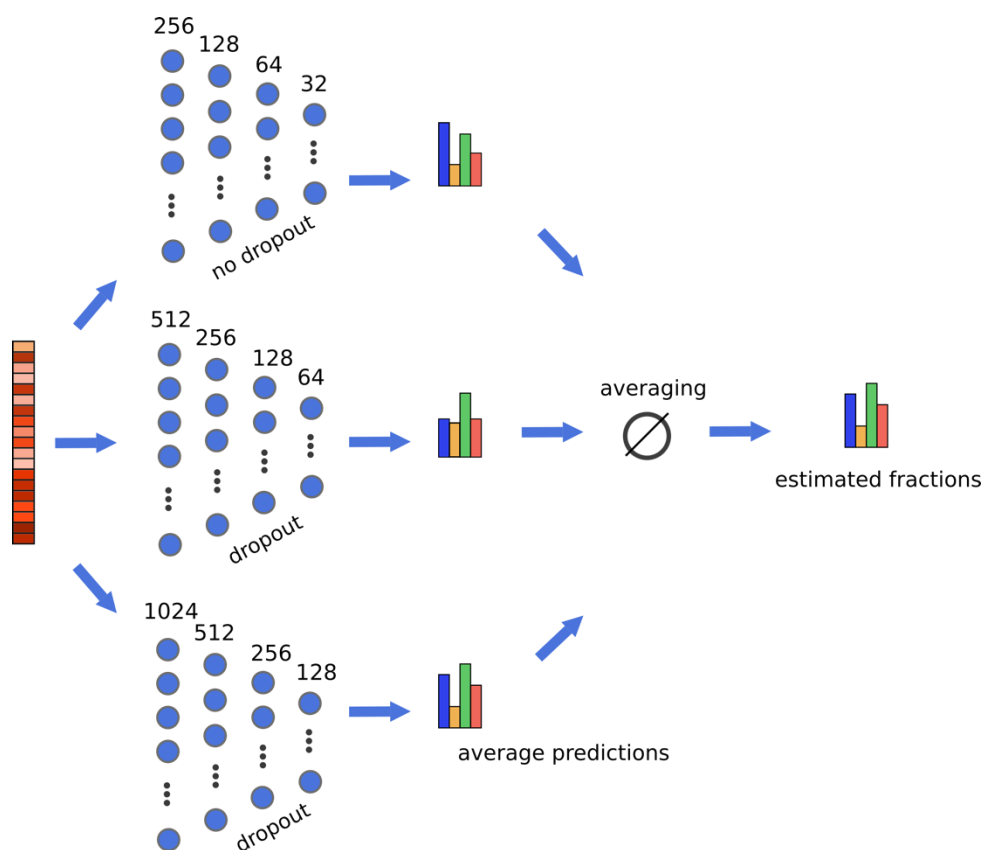 256
128
64
32
no dropout
512
256
128
64
dropout
averaging
estimated fractions
1024
512
256
128
dropout
average predictions